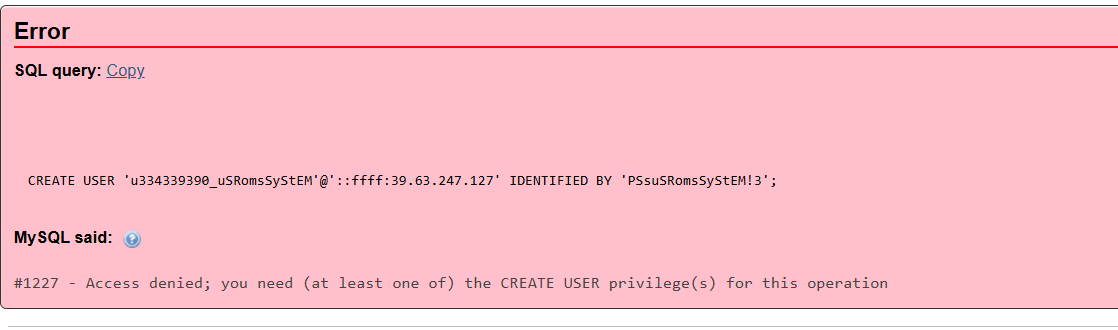 Error
SQL query: Copy
CREATE USER 'u334339390_uSRomsSyStEM'@'::ffff:39.63.247.127' IDENTIFIED BY 'PSsuSRomsSyStEM!3';
MySQL said:
#1227 - Access denied; you need (at least one of) the CREATE USER privilege(s) for this operation